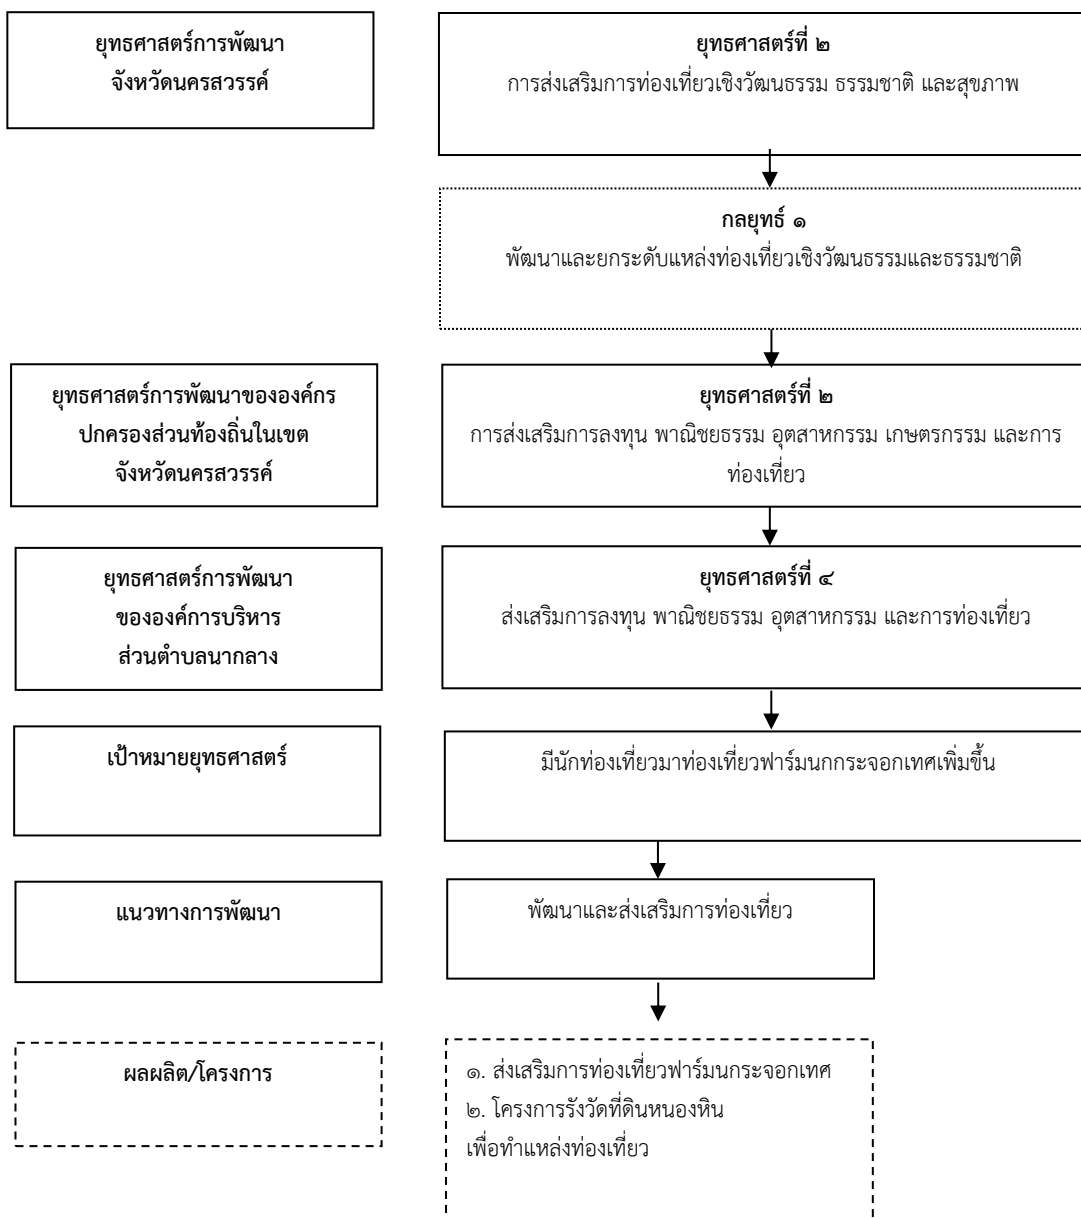 ยุทธศาสตร์การพัฒนา
จังหวัดนครสวรรค์
ยุทธศาสตร์ที่ ๒
การส่งเสริมการท่องเที่ยวเชิงวัฒนธรรม ธรรมชาติ และสุขภาพ
กลยุทธ์ ๑
พัฒนาและยกระดับแหล่งท่องเที่ยวเชิงวัฒนธรรมและธรรมชาติ
ยุทธศาสตร์การพัฒนาขององค์กร
ปกครองส่วนท้องถิ่นในเขต
จังหวัดนครสวรรค์
ยุทธศาสตร์ที่ ๒
การส่งเสริมการลงทุน พาณิชยธรรม อุตสาหกรรม เกษตรกรรม และการ
ท่องเที่ยว
ยุทธศาสตร์การพัฒนา
ขององค์การบริหาร
ส่วนตำบลนากลาง
ยุทธศาสตร์ที่ ๔
ส่งเสริมการลงทุน พาณิชยธรรม อุตสาหกรรม และการท่องเที่ยว
เป้าหมายยุทธศาสตร์
มีนักท่องเที่ยวมาท่องเที่ยวฟาร์มนกกระจอกเทศเพิ่มขึ้น
แนวทางการพัฒนา
พัฒนาและส่งเสริมการท่องเที่ยว
ผลผลิต/โครงการ
๑. ส่งเสริมการท่องเที่ยวฟาร์มนกระจอกเทศ
๒. โครงการรังวัดที่ดินหนองหิน
เพื่อทำแหล่งท่องเที่ยว